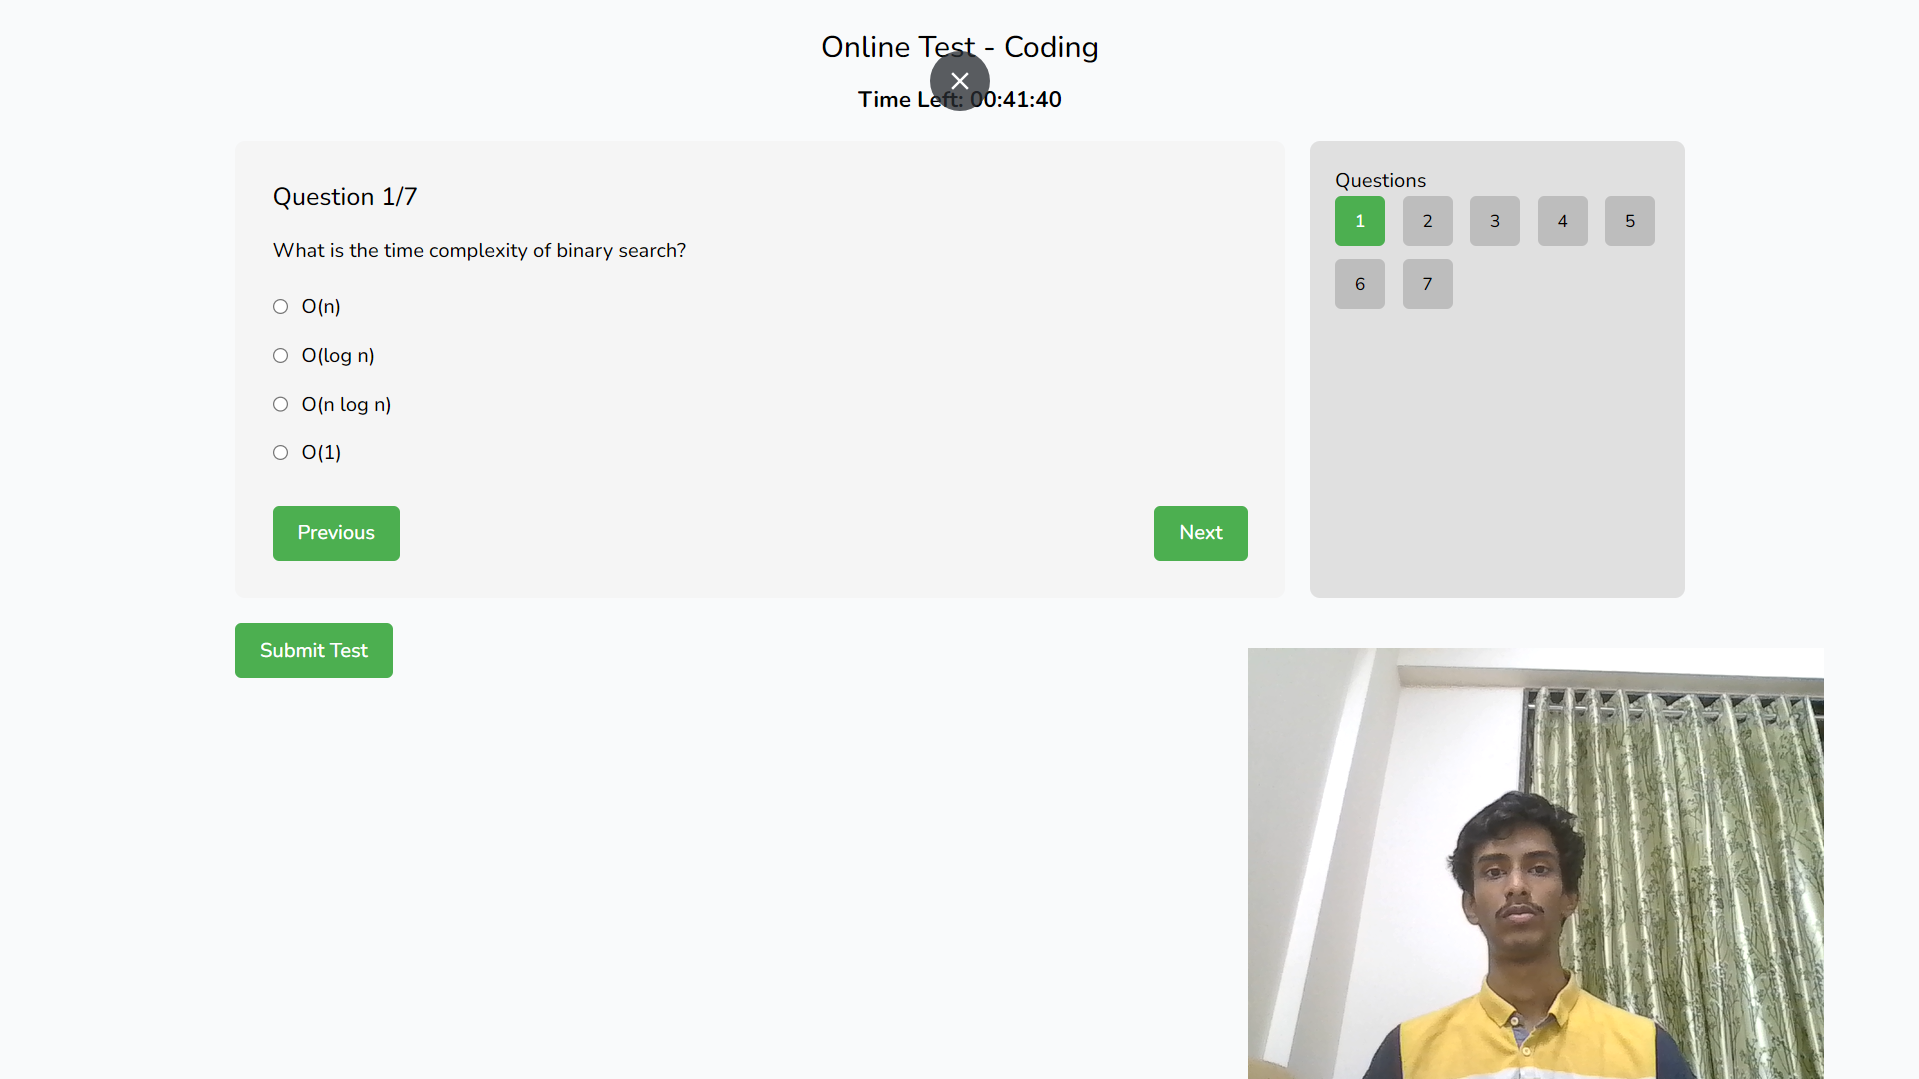 Online Test - Coding
Time Left: 00:41:40
Question 1/7
What is the time complexity of binary search?
O(n)
O(log n)
O(n log n)
O(1)
Previous
Next
Submit Test
Questions
1 2 3 4 5
6 7